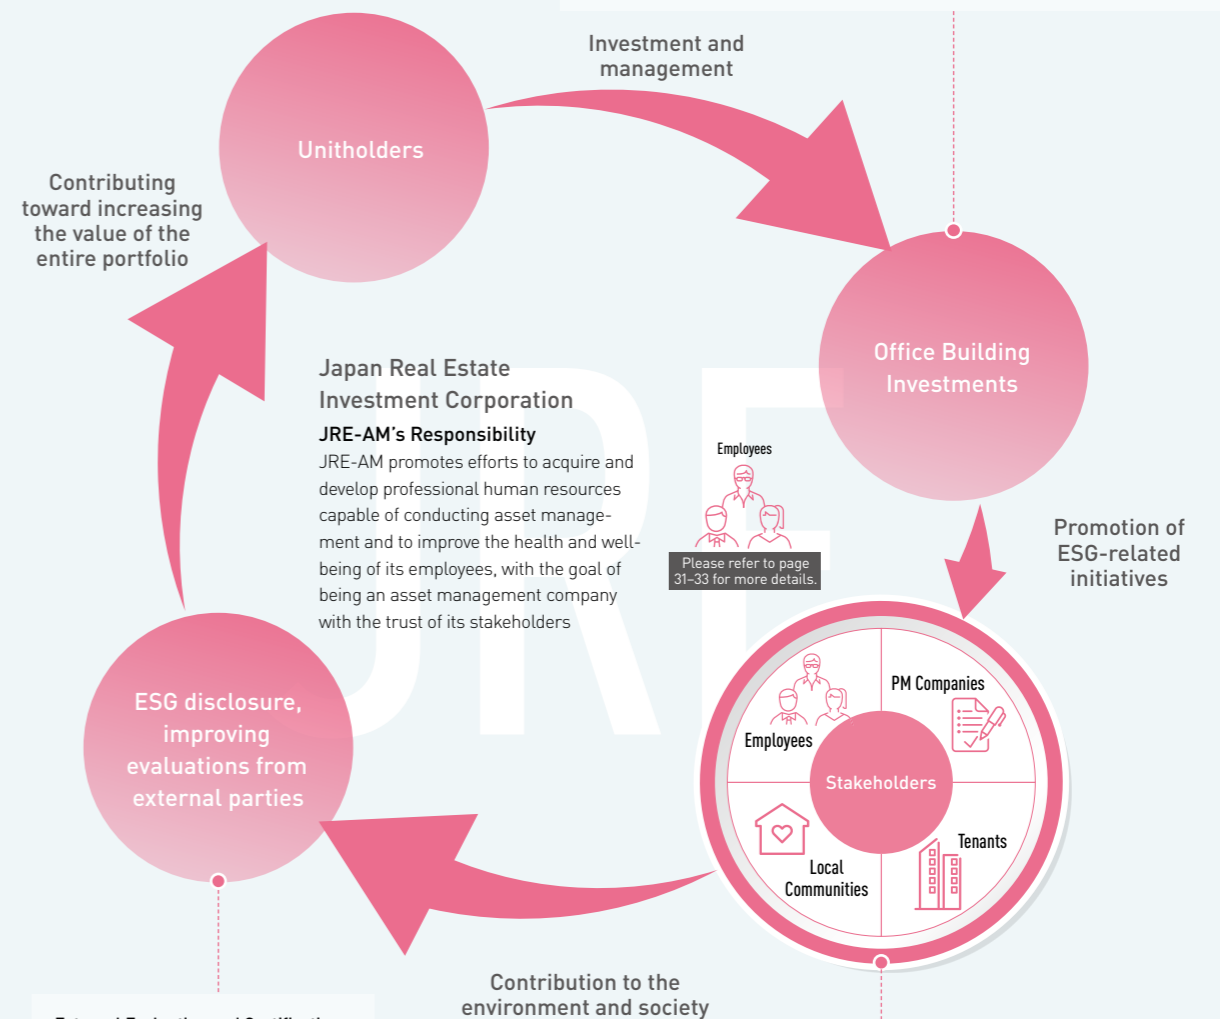 Investment and
management
Unitholders
Contributing
toward increasing
the value of the
entire portfolio
Office Building
Investments
Japan Real Estate
Investment Corporation
JRE-AM's Responsibility
JRE-AM promotes efforts to acquire and
develop professional human resources
capable of conducting asset manage-
ment and to improve the health and well-
being of its employees, with the goal of
being an asset management company
with the trust of its stakeholders
JRE
Employees
Please refer to page
31–33 for more details.
Promotion of
ESG-related
initiatives
PM Companies
Employees
Stakeholders
Tenants
Local
Communities
ESG disclosure,
improving
evaluations from
external parties
Contribution to the
environment and society